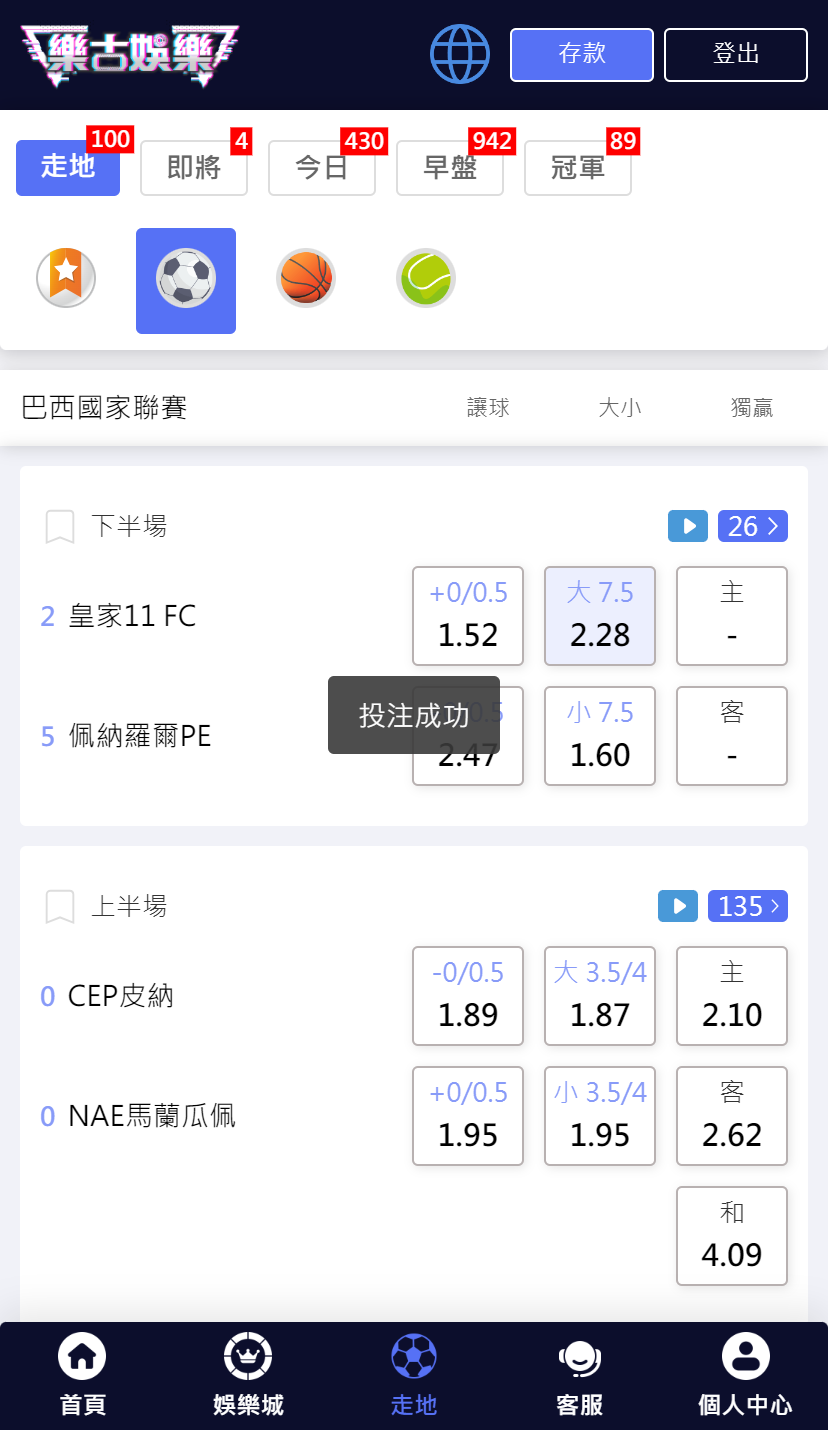 樂古娛樂
存款
登出
走地 100
即將 4
今日 430
早盤 942
冠軍 89
巴西國家聯賽 讓球 大小 獨贏
下半場 26
+0/0.5 大 7.5 主
2 皇家11 FC 1.52 2.28 -
投注成功
小 7.5 客
5 佩納羅爾PE 2.47 1.60 -
上半場 135
-0/0.5 大 3.5/4 主
0 CEP皮納 1.89 1.87 2.10
+0/0.5 小 3.5/4 客
0 NAE馬蘭瓜佩 1.95 1.95 2.62
和
4.09
首頁 娛樂城 走地 客服 個人中心